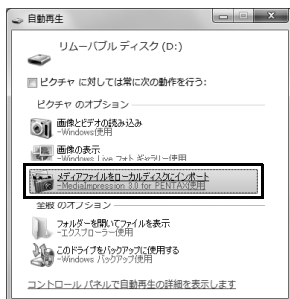 自動再生
リムーバブル ディスク (D:)
ピクチャ に対しては常に次の動作を行う:
ピクチャ のオプション
画像とビデオの読み込み
-Windows使用
画像の表示
-Windows Live フォト ギャラリー使用
メディアファイルをローカルディスクにインポート
-MediaImpression 3.0 for PENTAX使用
全般 のオプション
フォルダーを開いてファイルを表示
-エクスプローラー使用
このドライブをバックアップに使用する
-Windows バックアップ使用
コントロール パネルで自動再生の詳細を表示します